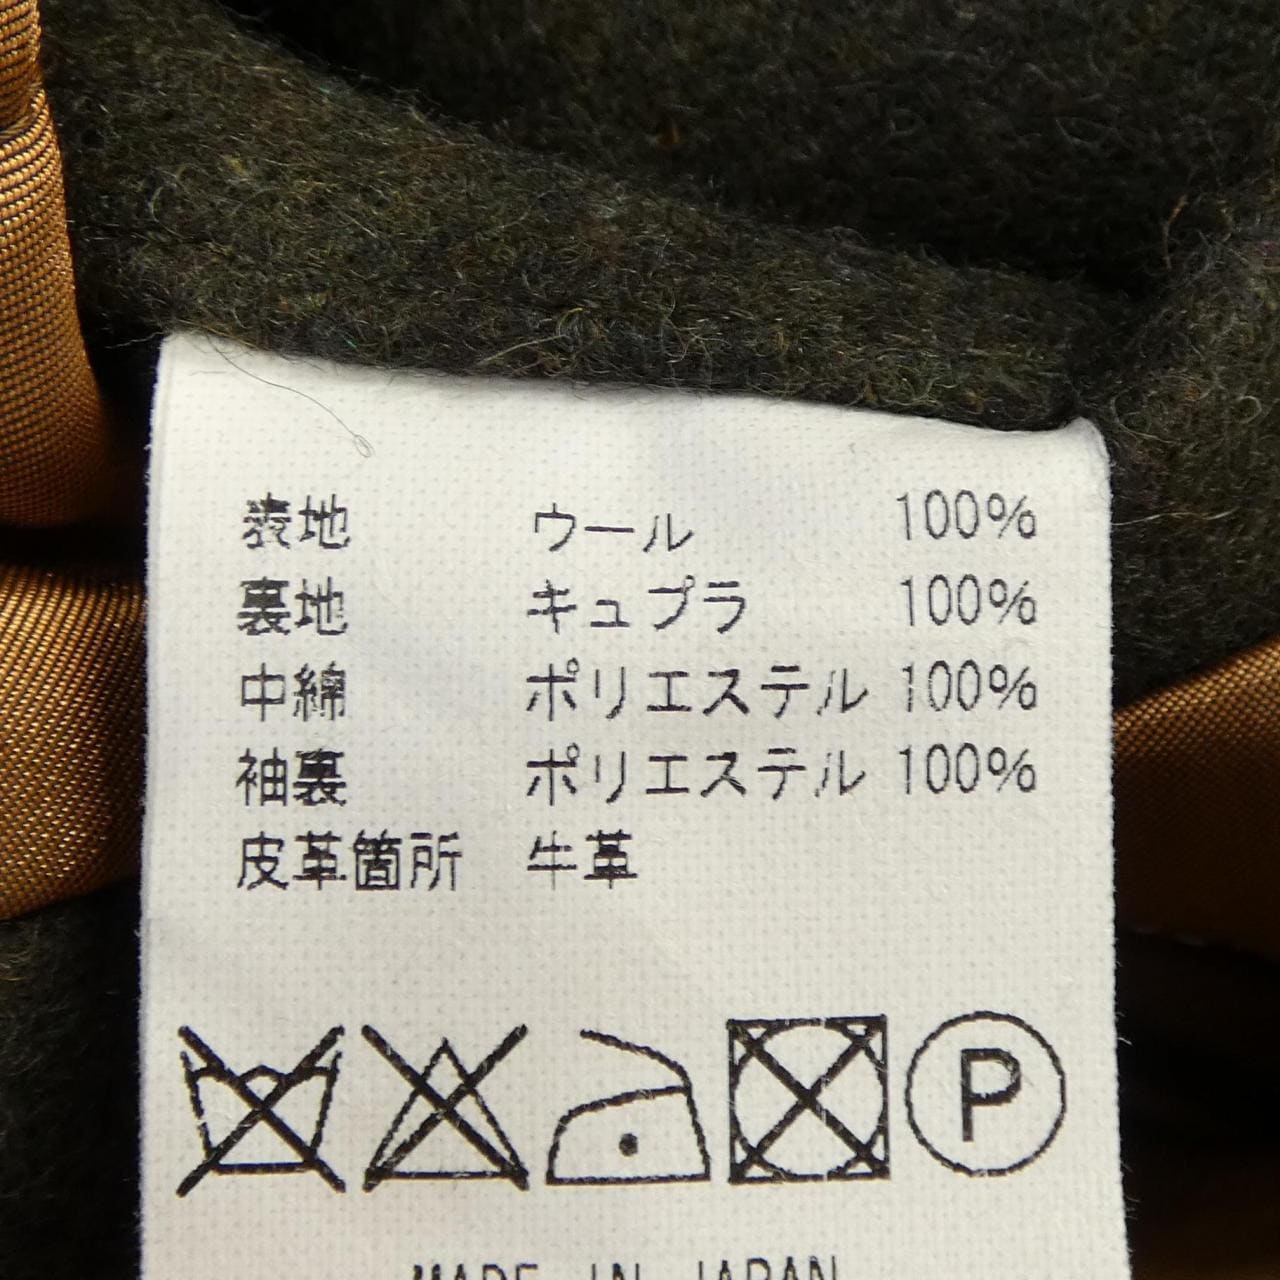 表地 ウール 100%
裏地 キュプラ 100%
中綿 ポリエステル 100%
袖裏 ポリエステル 100%
皮革箇所 牛革
P
MADE IN JAPAN